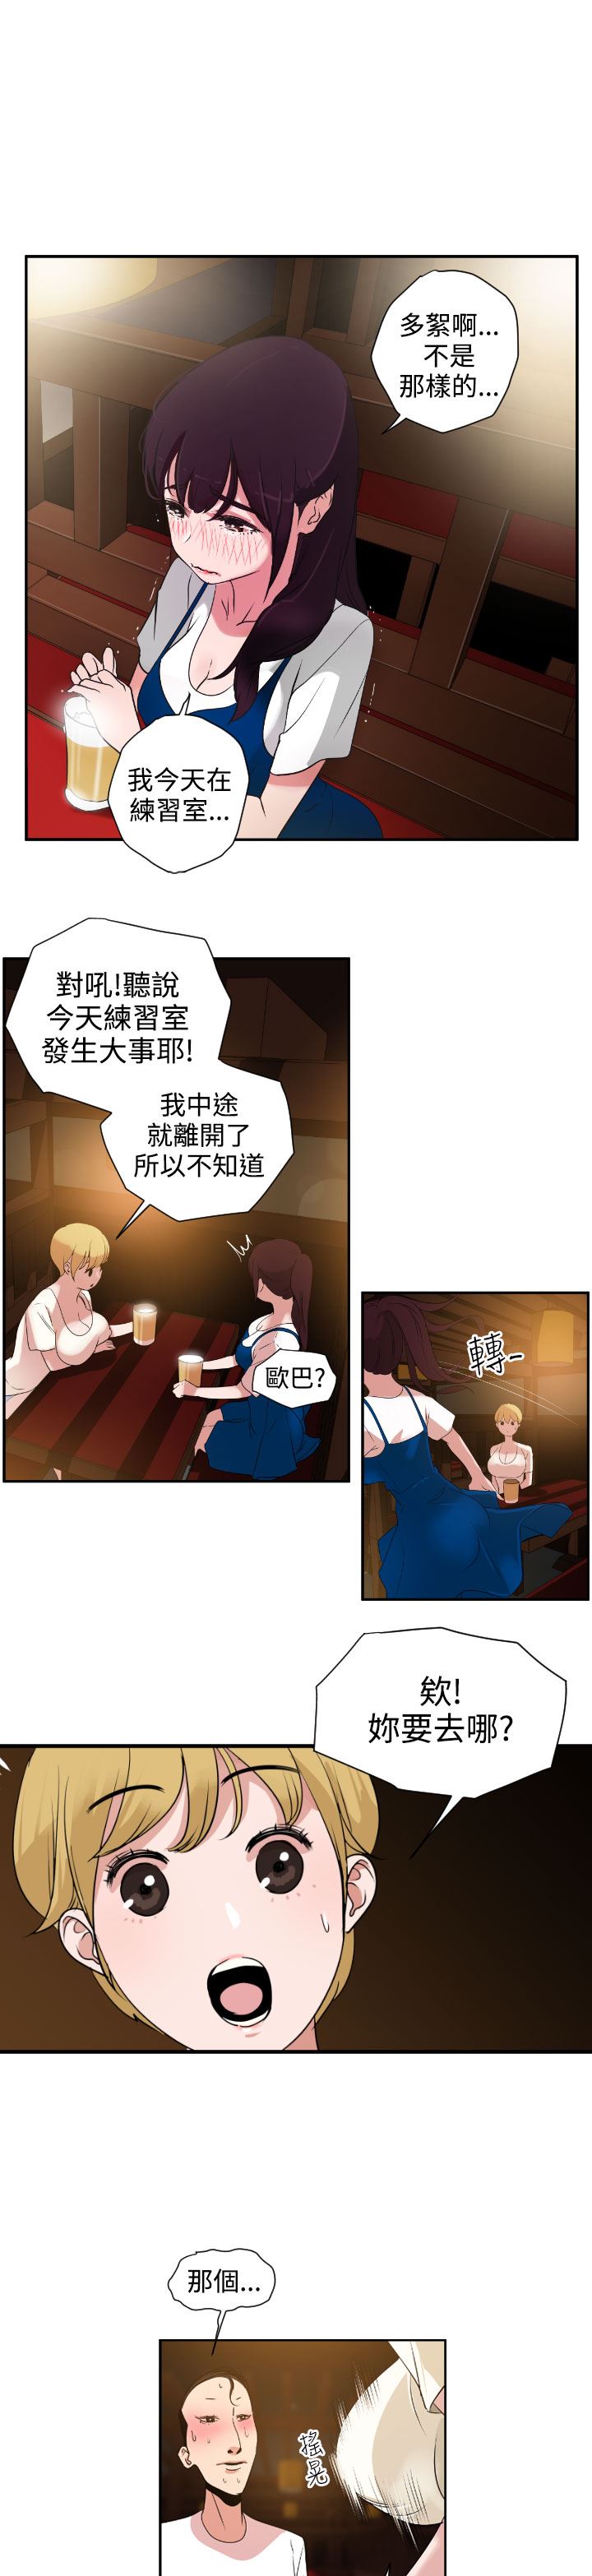 多絮啊...
不是
那樣的...
我今天在
練習室...
對吼!聽說
今天練習室
發生大事耶!
我中途
就離開了
所以不知道
歐巴?
轉-
欸!
妳要去哪?
那個...
搖晃